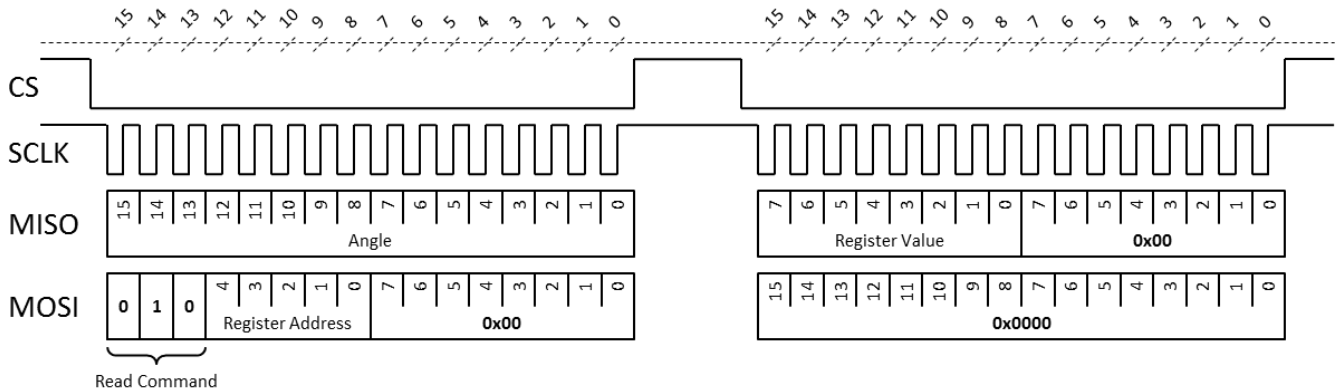 15 14 13 12 11 10 9 8 7 6 5 4 3 2 1 0 15 14 13 12 11 10 9 8 7 6 5 4 3 2 1 0
CS
SCLK
MISO
15 14 13 12 11 10 9 8 7 6 5 4 3 2 1 0
Angle
7 6 5 4 3 2 1 0 7 6 5 4 3 2 1 0
Register Value 0x00
MOSI
0 1 0 4 3 2 1 0 7 6 5 4 3 2 1 0
Register Address 0x00
15 14 13 12 11 10 9 8 7 6 5 4 3 2 1 0
0x0000
Read Command